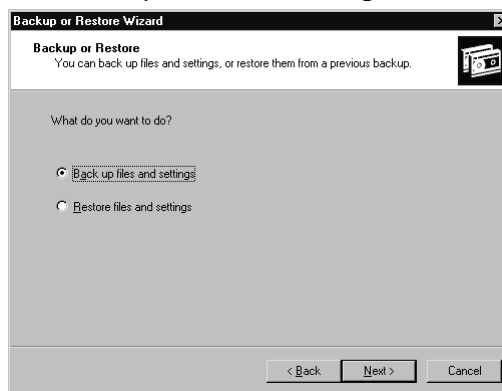 Backup or Restore Wizard
Backup or Restore
You can back up files and settings, or restore them from a previous backup.
What do you want to do?
Back up files and settings
Restore files and settings
< Back Next > Cancel